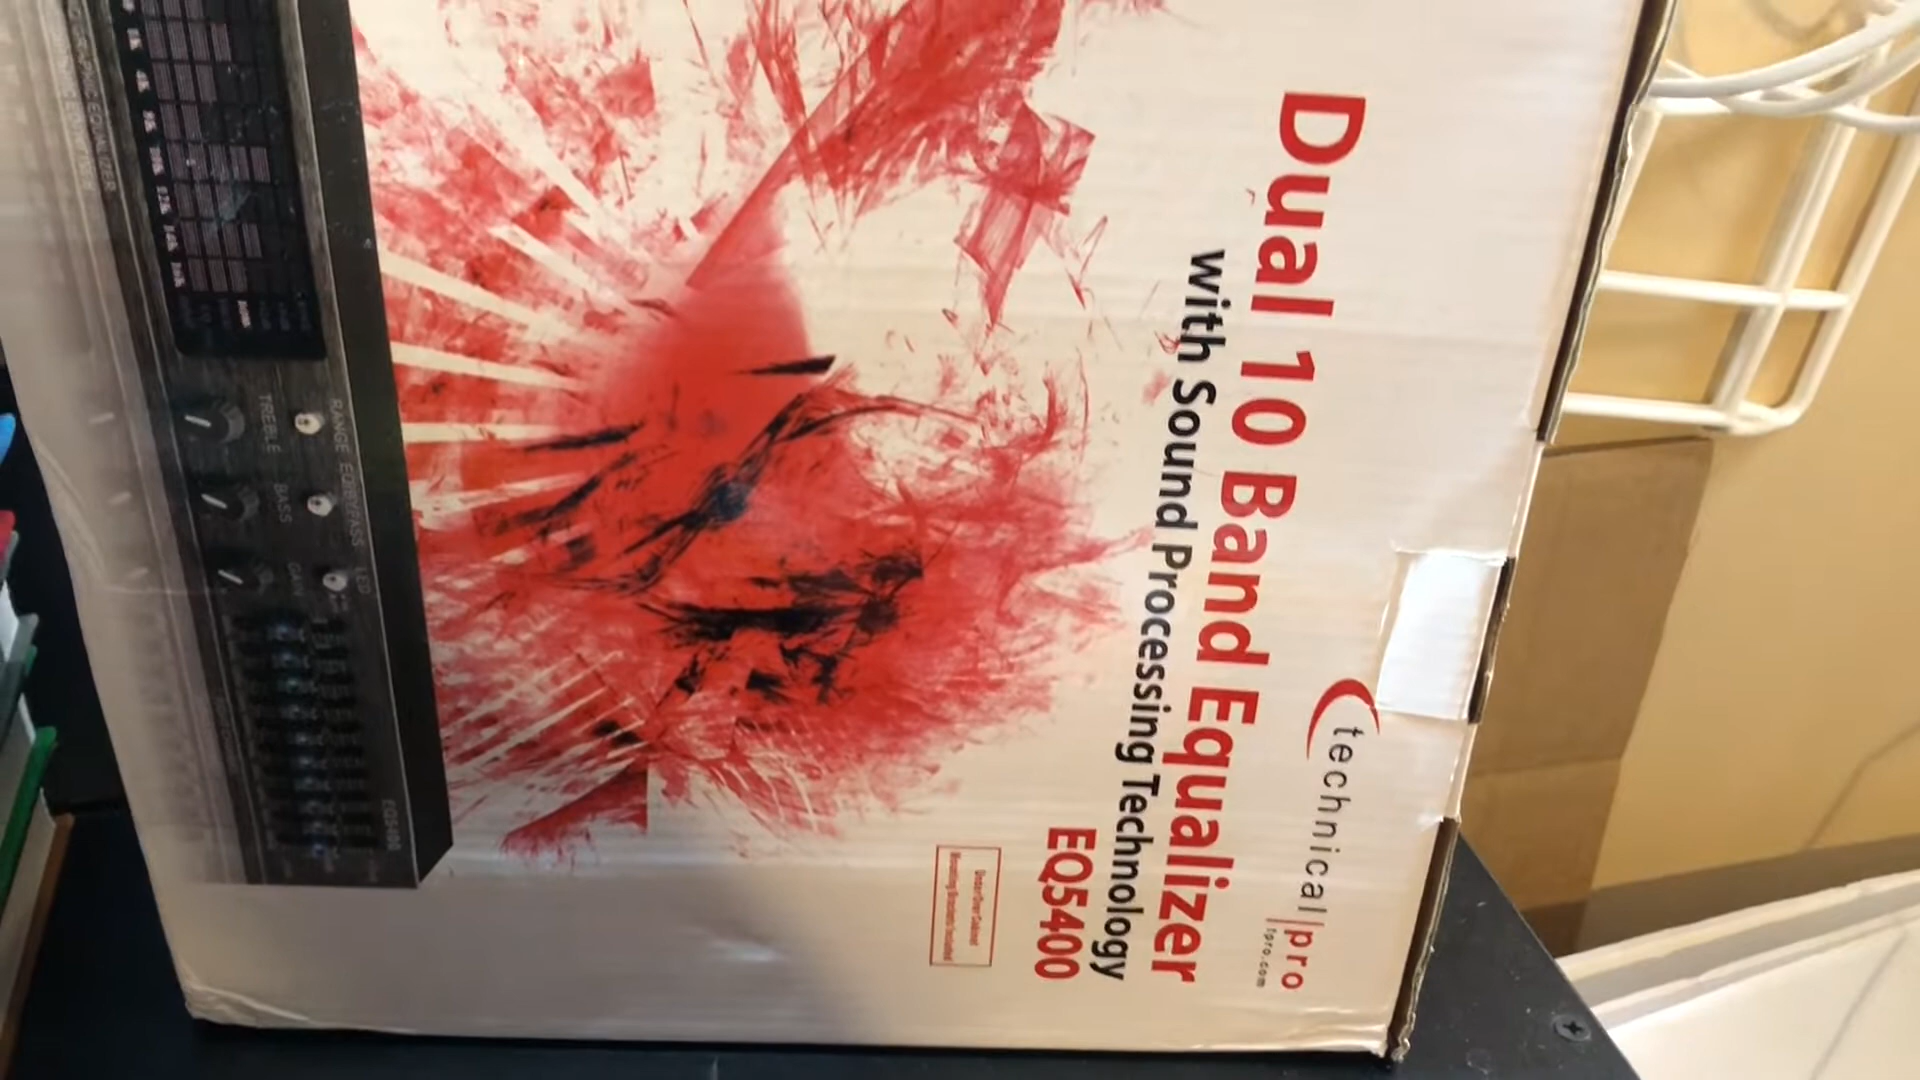 technical|pro
tpro.com
Dual 10 Band Equalizer
with Sound Processing Technology
EQ5400
RANGE EQ BYPASS LED
TREBLE BASS GAIN